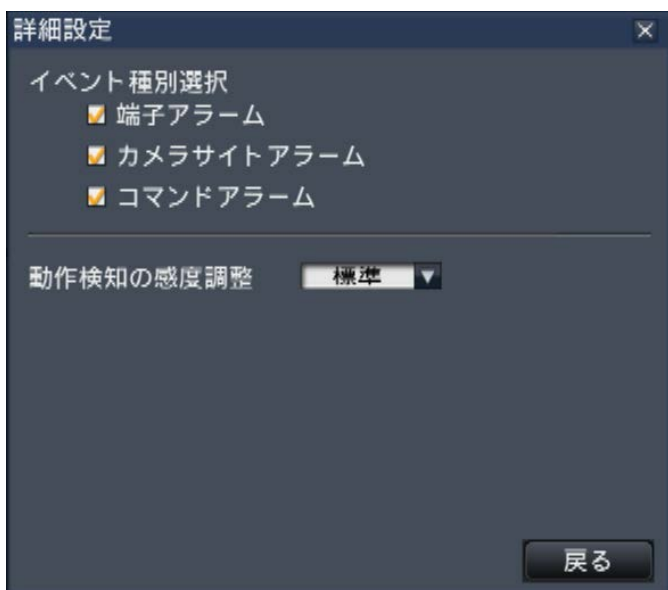 詳細設定
イベント種別選択
端子アラーム
カメラサイトアラーム
コマンドアラーム
動作検知の感度調整 標準
戻る